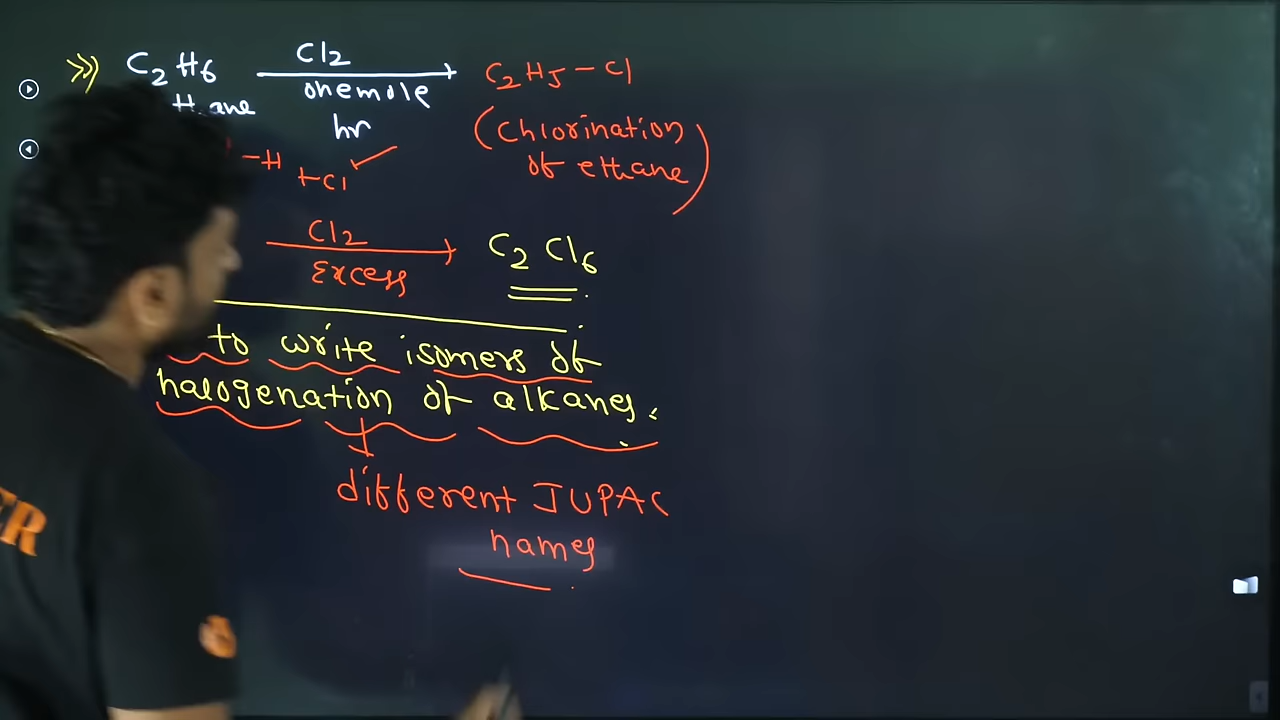 C2H6 Cl2 C2H5-Cl
onemole
hν
(Chlorination
of ethane)
-H
+Cl
Cl2
Excess
C2Cl6
to write isomers of
halogenation of alkanes.
different IUPAC
names